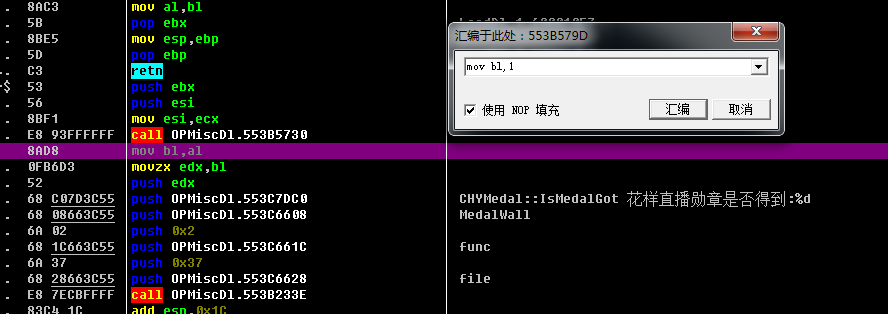 . 8AC3 mov al,bl
. 5B pop ebx
. 8BE5 mov esp,ebp
. 5D pop ebp
. C3 retn
$ 53 push ebx
. 56 push esi
. 8BF1 mov esi,ecx
. E8 93FFFFFF call OPMiscDl.553B5730
8AD8 mov bl,al
. 0FB6D3 movzx edx,bl
. 52 push edx
. 68 C07D3C55 push OPMiscDl.553C7DC0 CHYMedal::IsMedalGot 花样直播勋章是否得到:%d
. 68 08663C55 push OPMiscDl.553C6608 MedalWall
. 6A 02 push 0x2
. 68 1C663C55 push OPMiscDl.553C661C func
. 6A 37 push 0x37
. 68 28663C55 push OPMiscDl.553C6628 file
. E8 7ECBFFFF call OPMiscDl.553B233E
. 83C4 1C add esp,0x1C
汇编于此处：553B579D
mov bl,1
使用 NOP 填充
汇编
取消